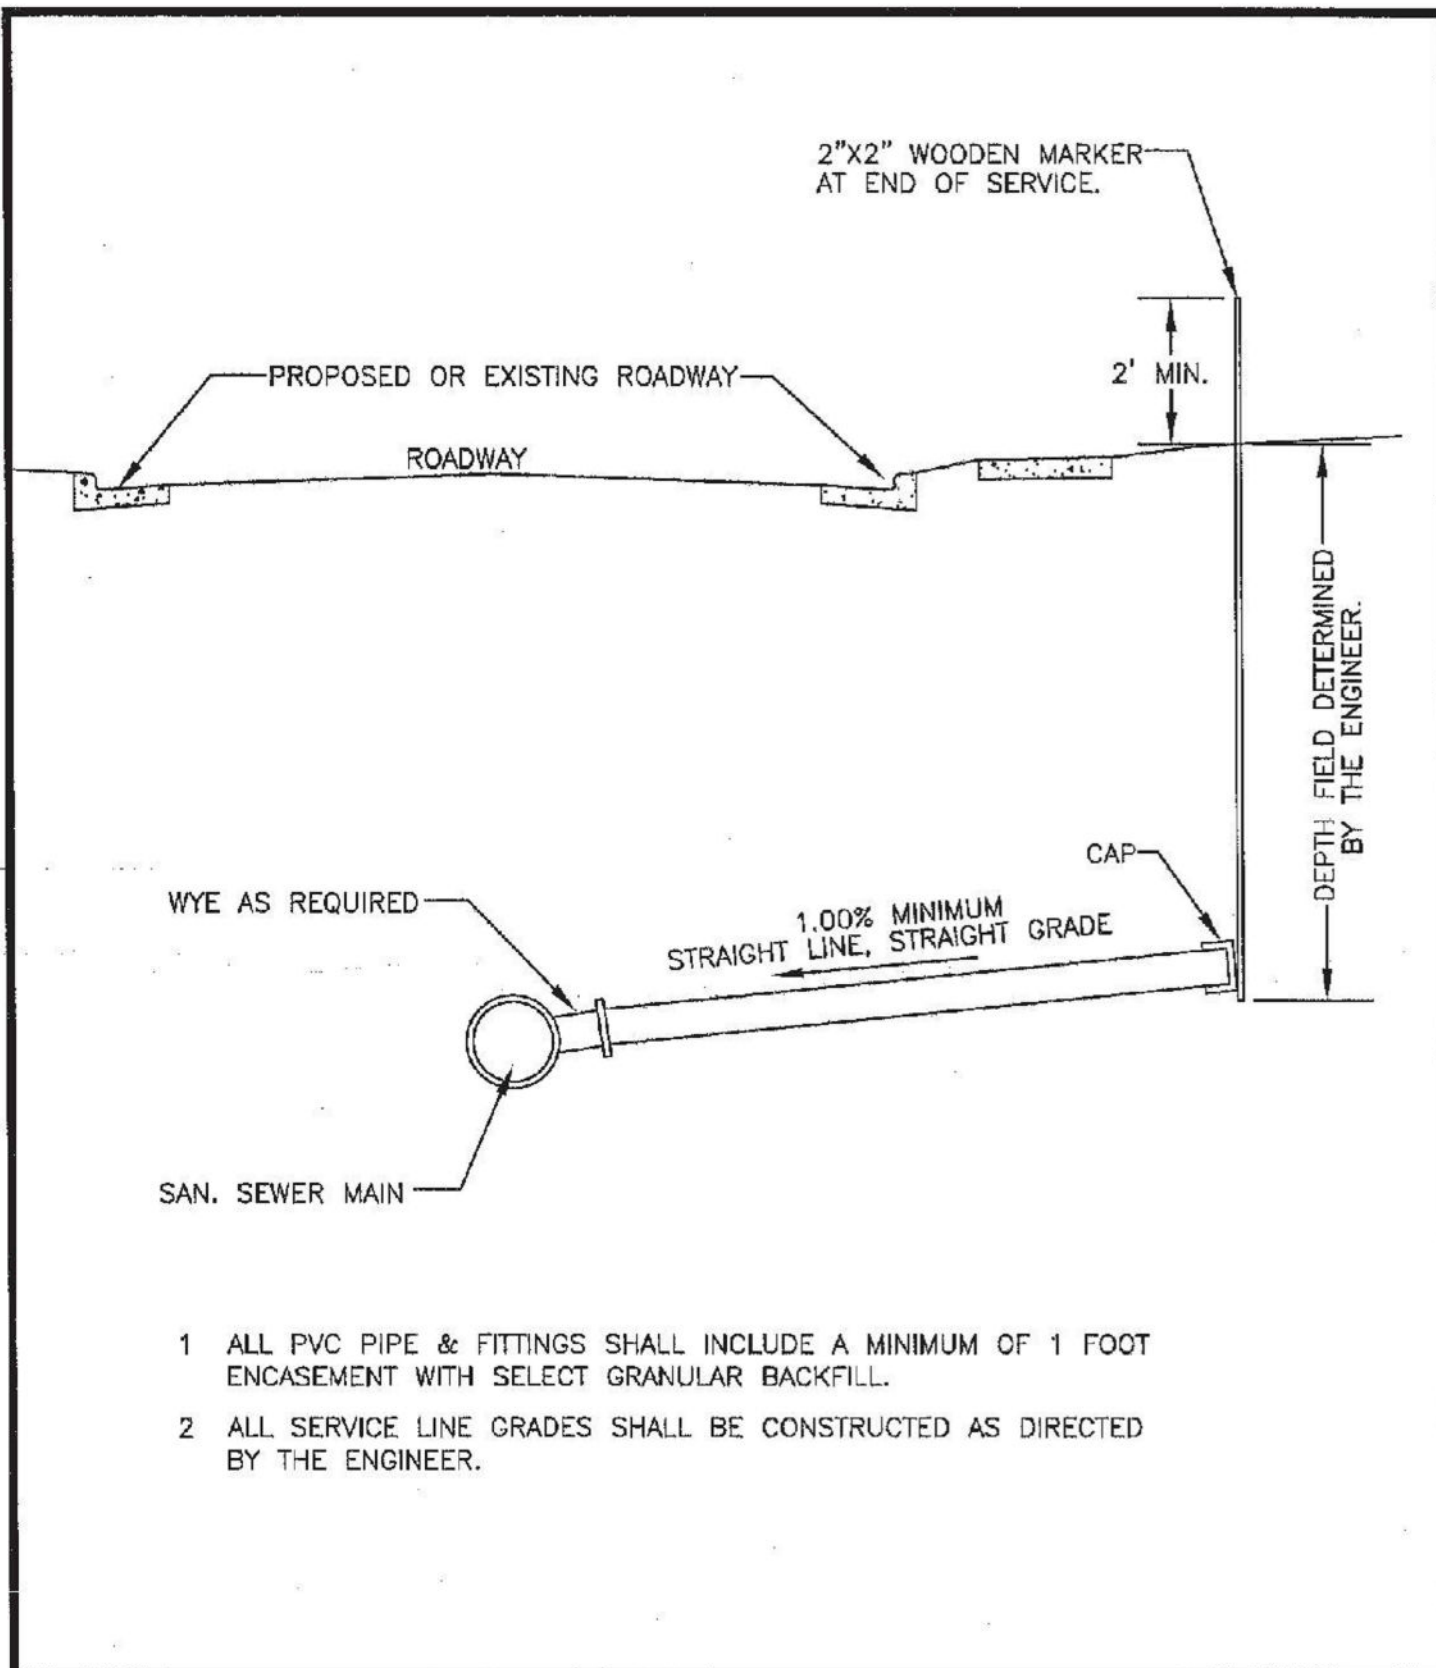 2"X2" WOODEN MARKER
AT END OF SERVICE.
2' MIN.
PROPOSED OR EXISTING ROADWAY
ROADWAY
DEPTH FIELD DETERMINED
BY THE ENGINEER.
CAP
WYE AS REQUIRED
1.00% MINIMUM
STRAIGHT LINE, STRAIGHT GRADE
SAN. SEWER MAIN
1 ALL PVC PIPE & FITTINGS SHALL INCLUDE A MINIMUM OF 1 FOOT
ENCASEMENT WITH SELECT GRANULAR BACKFILL.
2 ALL SERVICE LINE GRADES SHALL BE CONSTRUCTED AS DIRECTED
BY THE ENGINEER.